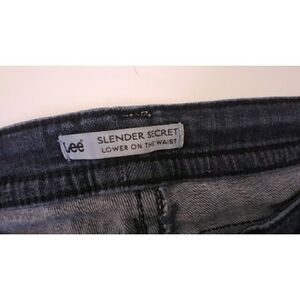 Lee
SLENDER SECRET
LOWER ON THE WAIST